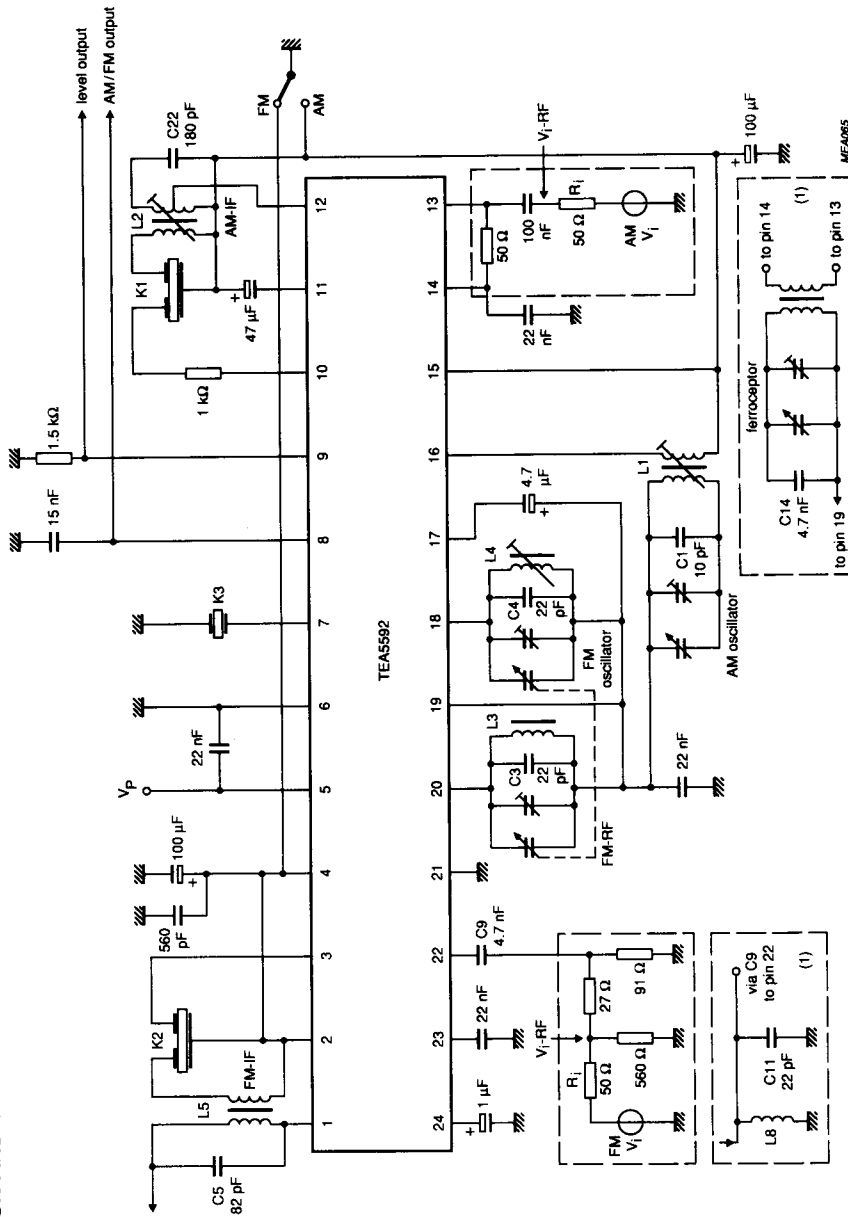 level output
AM/FM output
FM
AM
C22
180 pF
L2
AM-IF
K1
47 μF
+
1 kΩ
1.5 kΩ
15 nF
K3
22 nF
VP
100 μF
+
560
pF
K2
FM-IF
L5
C5
82 pF
1
2
3
4
5
6
7
8
9
10
11
12
TEA5592
24
23
22
21
20
19
18
17
16
15
14
13
1 μF
+
22 nF
C9
4.7 nF
Vi-RF
Ri
50 Ω
27 Ω
560 Ω
91 Ω
FM
Vi
via C9
to pin 22
(1)
L8
C11
22 pF
L3
C3
22
pF
FM-RF
22 nF
L4
C4
22
pF
FM
oscillator
4.7
μF
+
L1
C1
10 pF
AM oscillator
22
nF
50 Ω
100
nF
Vi-RF
Ri
50 Ω
AM
Vi
+
100 μF
ferroceptor
to pin 14
(1)
to pin 13
C14
4.7 nF
to pin 19
MEA065